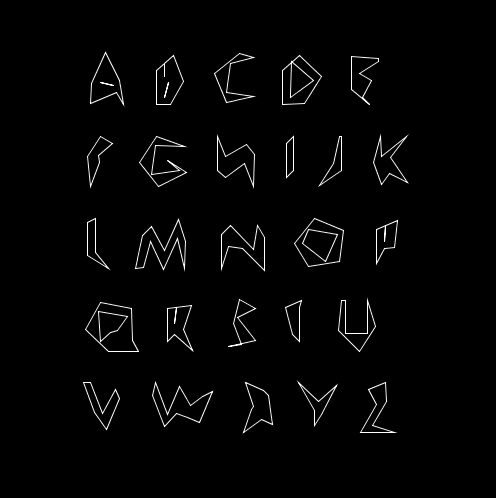 A B C D E
F G H I J K
L M N O P
Q R S T U
V W X Y Z